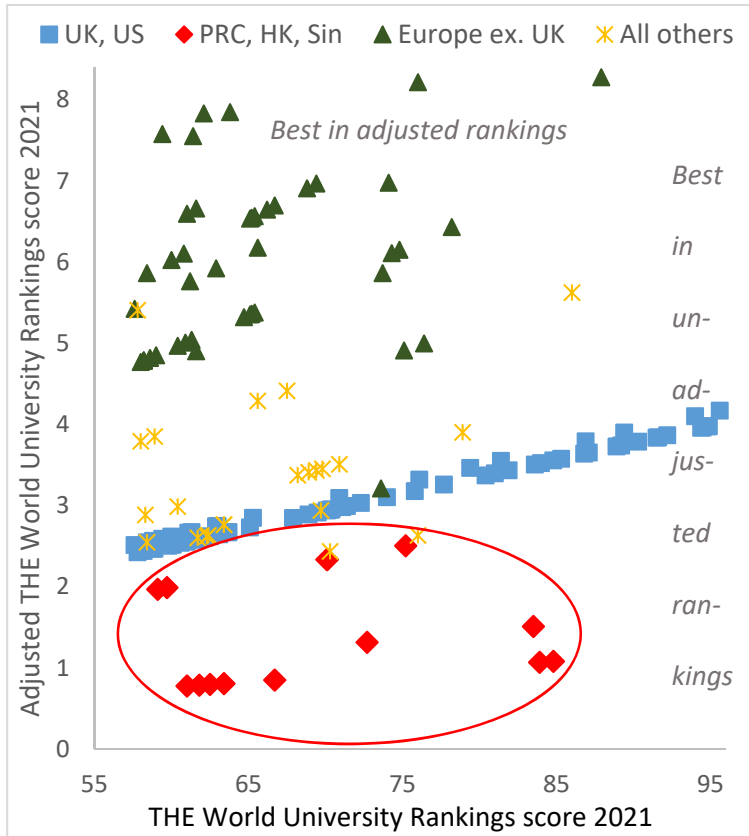 UK, US PRC, HK, Sin Europe ex. UK All others
Adjusted THE World University Rankings score 2021
8
7
6
5
4
3
2
1
0
Best in adjusted rankings
Best
in
un-
ad-
jus-
ted
ran-
kings
55 65 75 85 95
THE World University Rankings score 2021